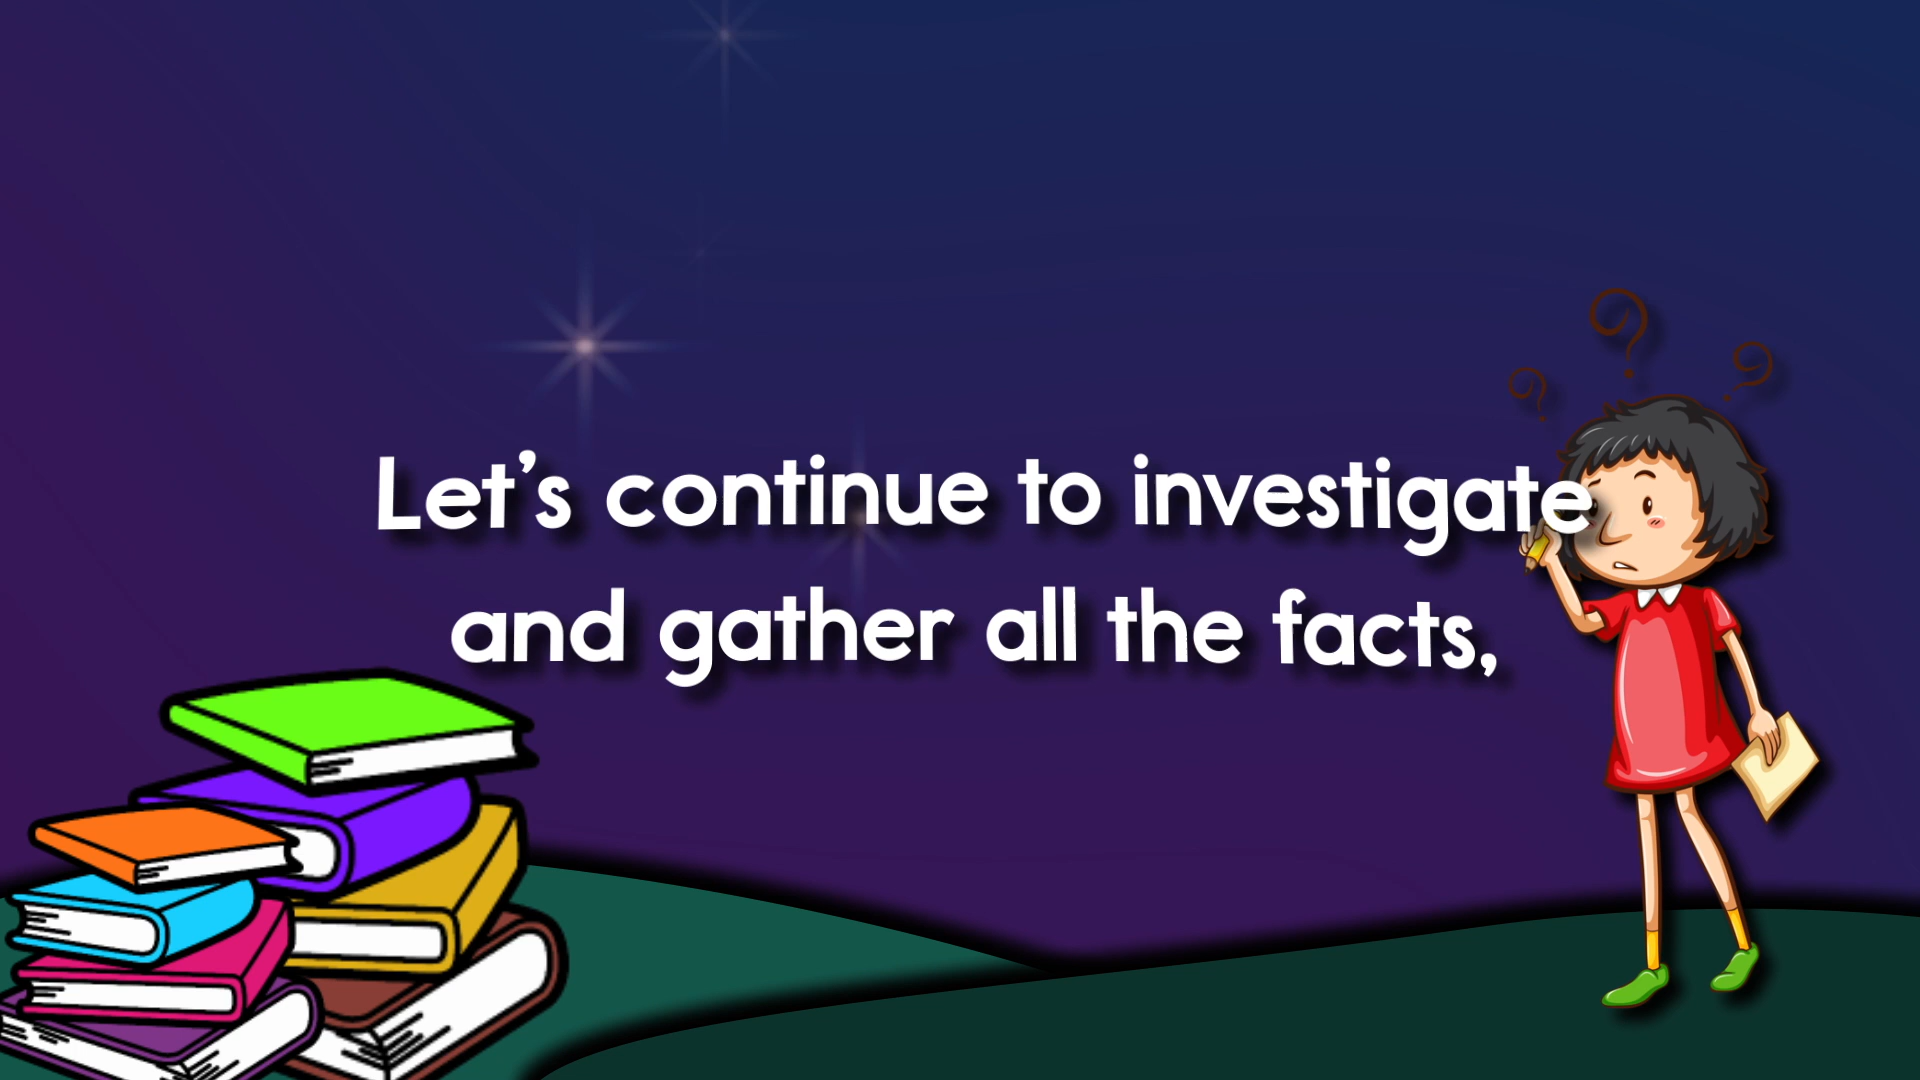 Let's continue to investigate
and gather all the facts,